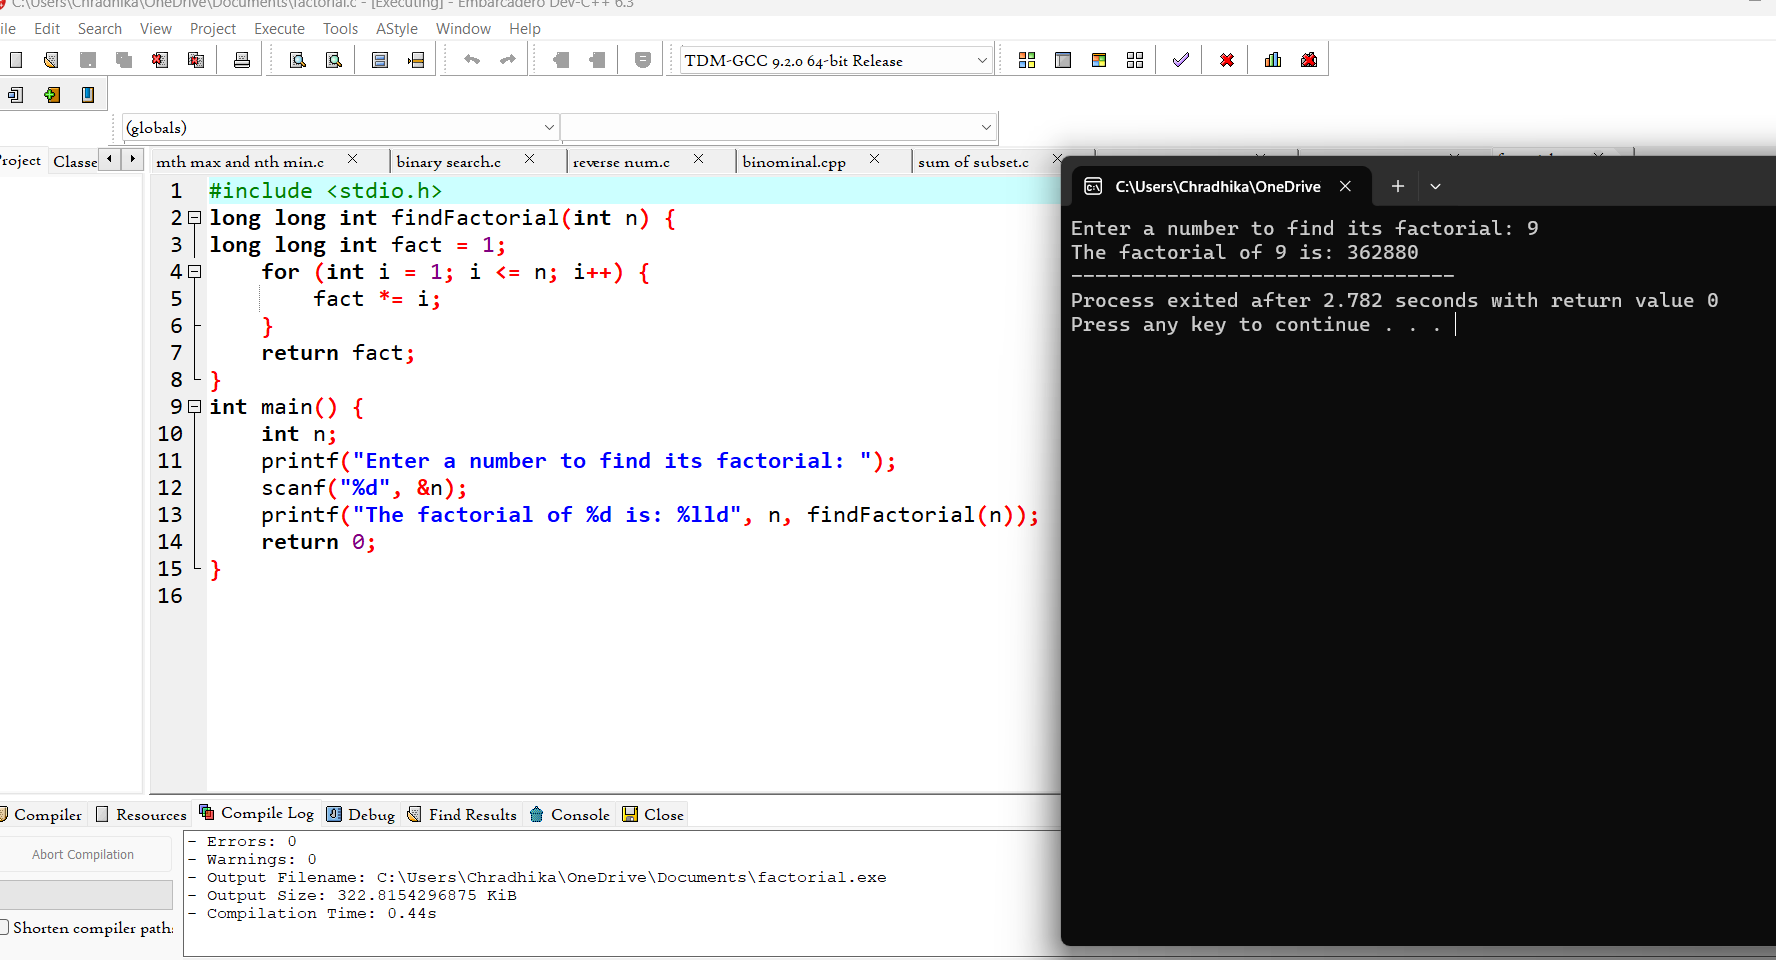 C:\Users\Chradhika\OneDrive\Documents\factorial.c - [Executing] - Embarcadero Dev-C++ 6.3
ile Edit Search View Project Execute Tools AStyle Window Help
TDM-GCC 9.2.0 64-bit Release
(globals)
roject Classe mth max and nth min.c binary search.c reverse num.c binominal.cpp sum of subset.c
1 #include <stdio.h>
2 long long int findFactorial(int n) {
3 long long int fact = 1;
4 for (int i = 1; i <= n; i++) {
5 fact *= i;
6 }
7 return fact;
8 }
9 int main() {
10 int n;
11 printf("Enter a number to find its factorial: ");
12 scanf("%d", &n);
13 printf("The factorial of %d is: %lld", n, findFactorial(n));
14 return 0;
15 }
16
C:\Users\Chradhika\OneDrive
Enter a number to find its factorial: 9
The factorial of 9 is: 362880
--------------------------------
Process exited after 2.782 seconds with return value 0
Press any key to continue . . .
Compiler Resources Compile Log Debug Find Results Console Close
Abort Compilation
Shorten compiler path
- Errors: 0
- Warnings: 0
- Output Filename: C:\Users\Chradhika\OneDrive\Documents\factorial.exe
- Output Size: 322.8154296875 KiB
- Compilation Time: 0.44s